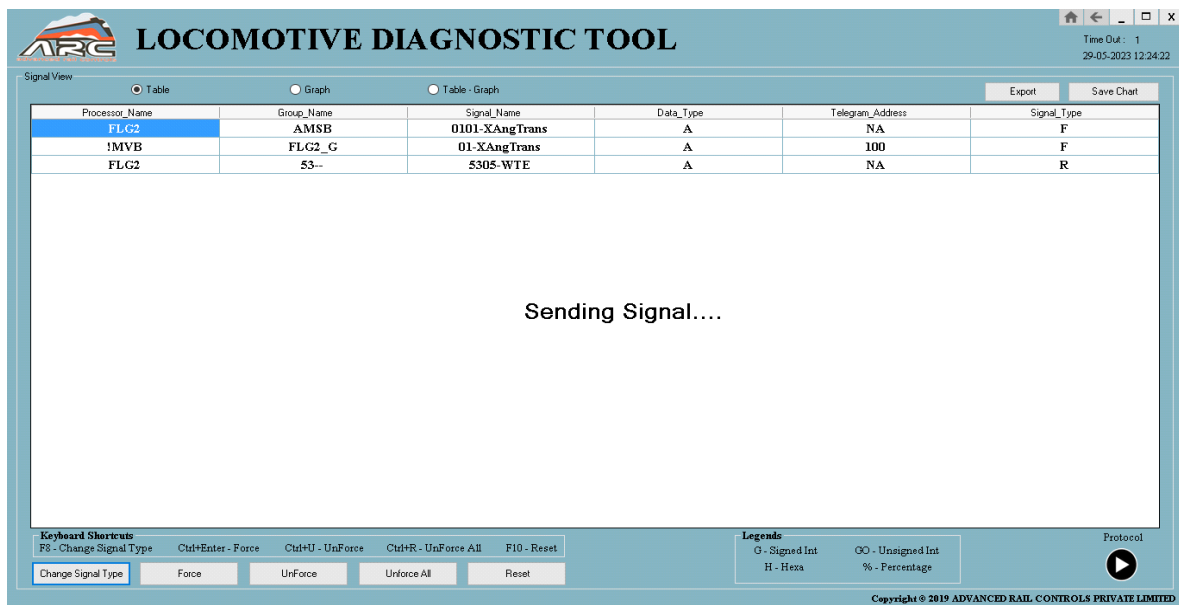 ARC
LOCOMOTIVE DIAGNOSTIC TOOL
X
Time Out : 1
29-05-2023 12:24:22
Signal View
Table Graph Table - Graph Export Save Chart
Processor_Name Group_Name Signal_Name Data_Type Telegram_Address Signal_Type
FLG2 AMSB 0101-XAngTrans A NA F
!MVB FLG2_G 01-XAngTrans A 100 F
FLG2 53-- 5305-WTE A NA R
Sending Signal....
Keyboard Shortcuts
F8 - Change Signal Type Ctrl+Enter - Force Ctrl+U - UnForce Ctrl+R - UnForce All F10 - Reset
Change Signal Type Force UnForce Unforce All Reset
Legends
G - Signed Int GO - Unsigned Int
H - Hexa % - Percentage
Protocol
Copyright © 2019 ADVANCED RAIL CONTROLS PRIVATE LIMITED